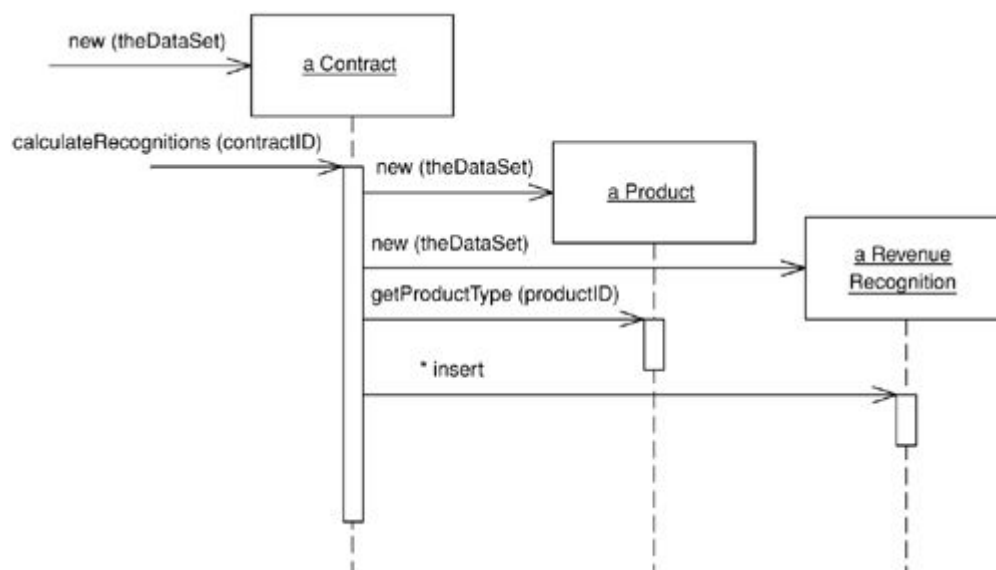 new (theDataSet)
a Contract
calculateRecognitions (contractID)
new (theDataSet)
a Product
new (theDataSet)
a Revenue
Recognition
getProductType (productID)
* insert